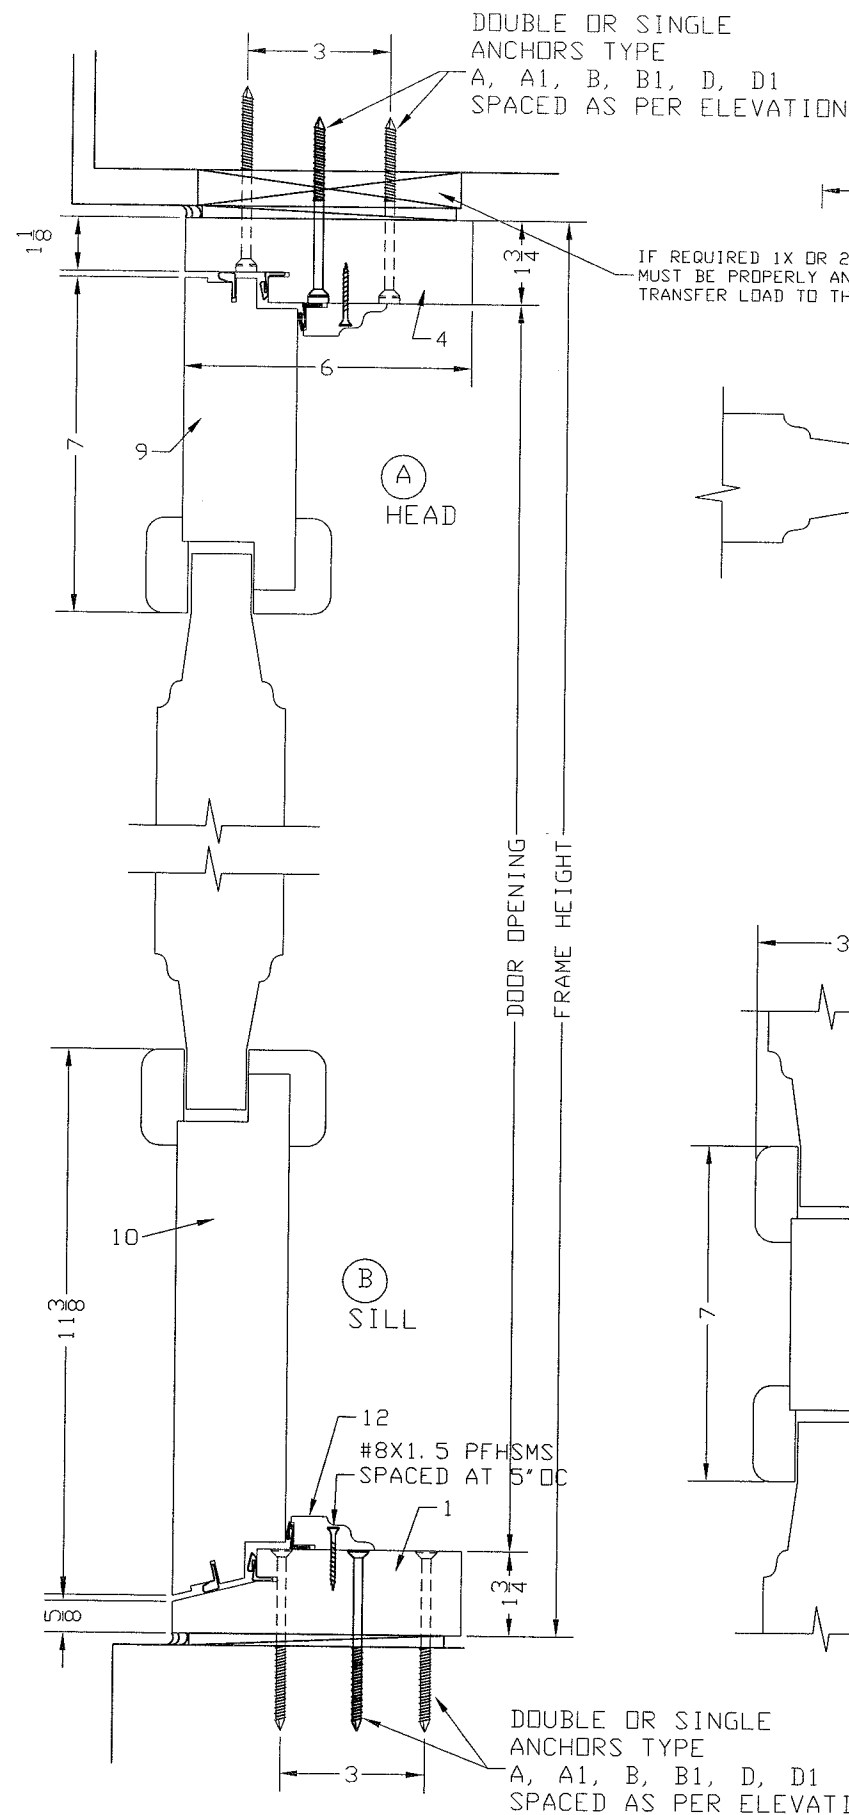 DOUBLE OR SINGLE
ANCHORS TYPE
A, A1, B, B1, D, D1
SPACED AS PER ELEVATION
3
1 1/8
1 3/4
IF REQUIRED 1X OR 2
MUST BE PROPERLY AN
TRANSFER LOAD TO TH
4
6
7
9
A
HEAD
DOOR OPENING
FRAME HEIGHT
3
10
11 3/8
B
SILL
7
12
#8X1.5 PFHSMS
SPACED AT 5" OC
1
1 3/4
5/8
DOUBLE OR SINGLE
ANCHORS TYPE
A, A1, B, B1, D, D1
SPACED AS PER ELEVATI
3